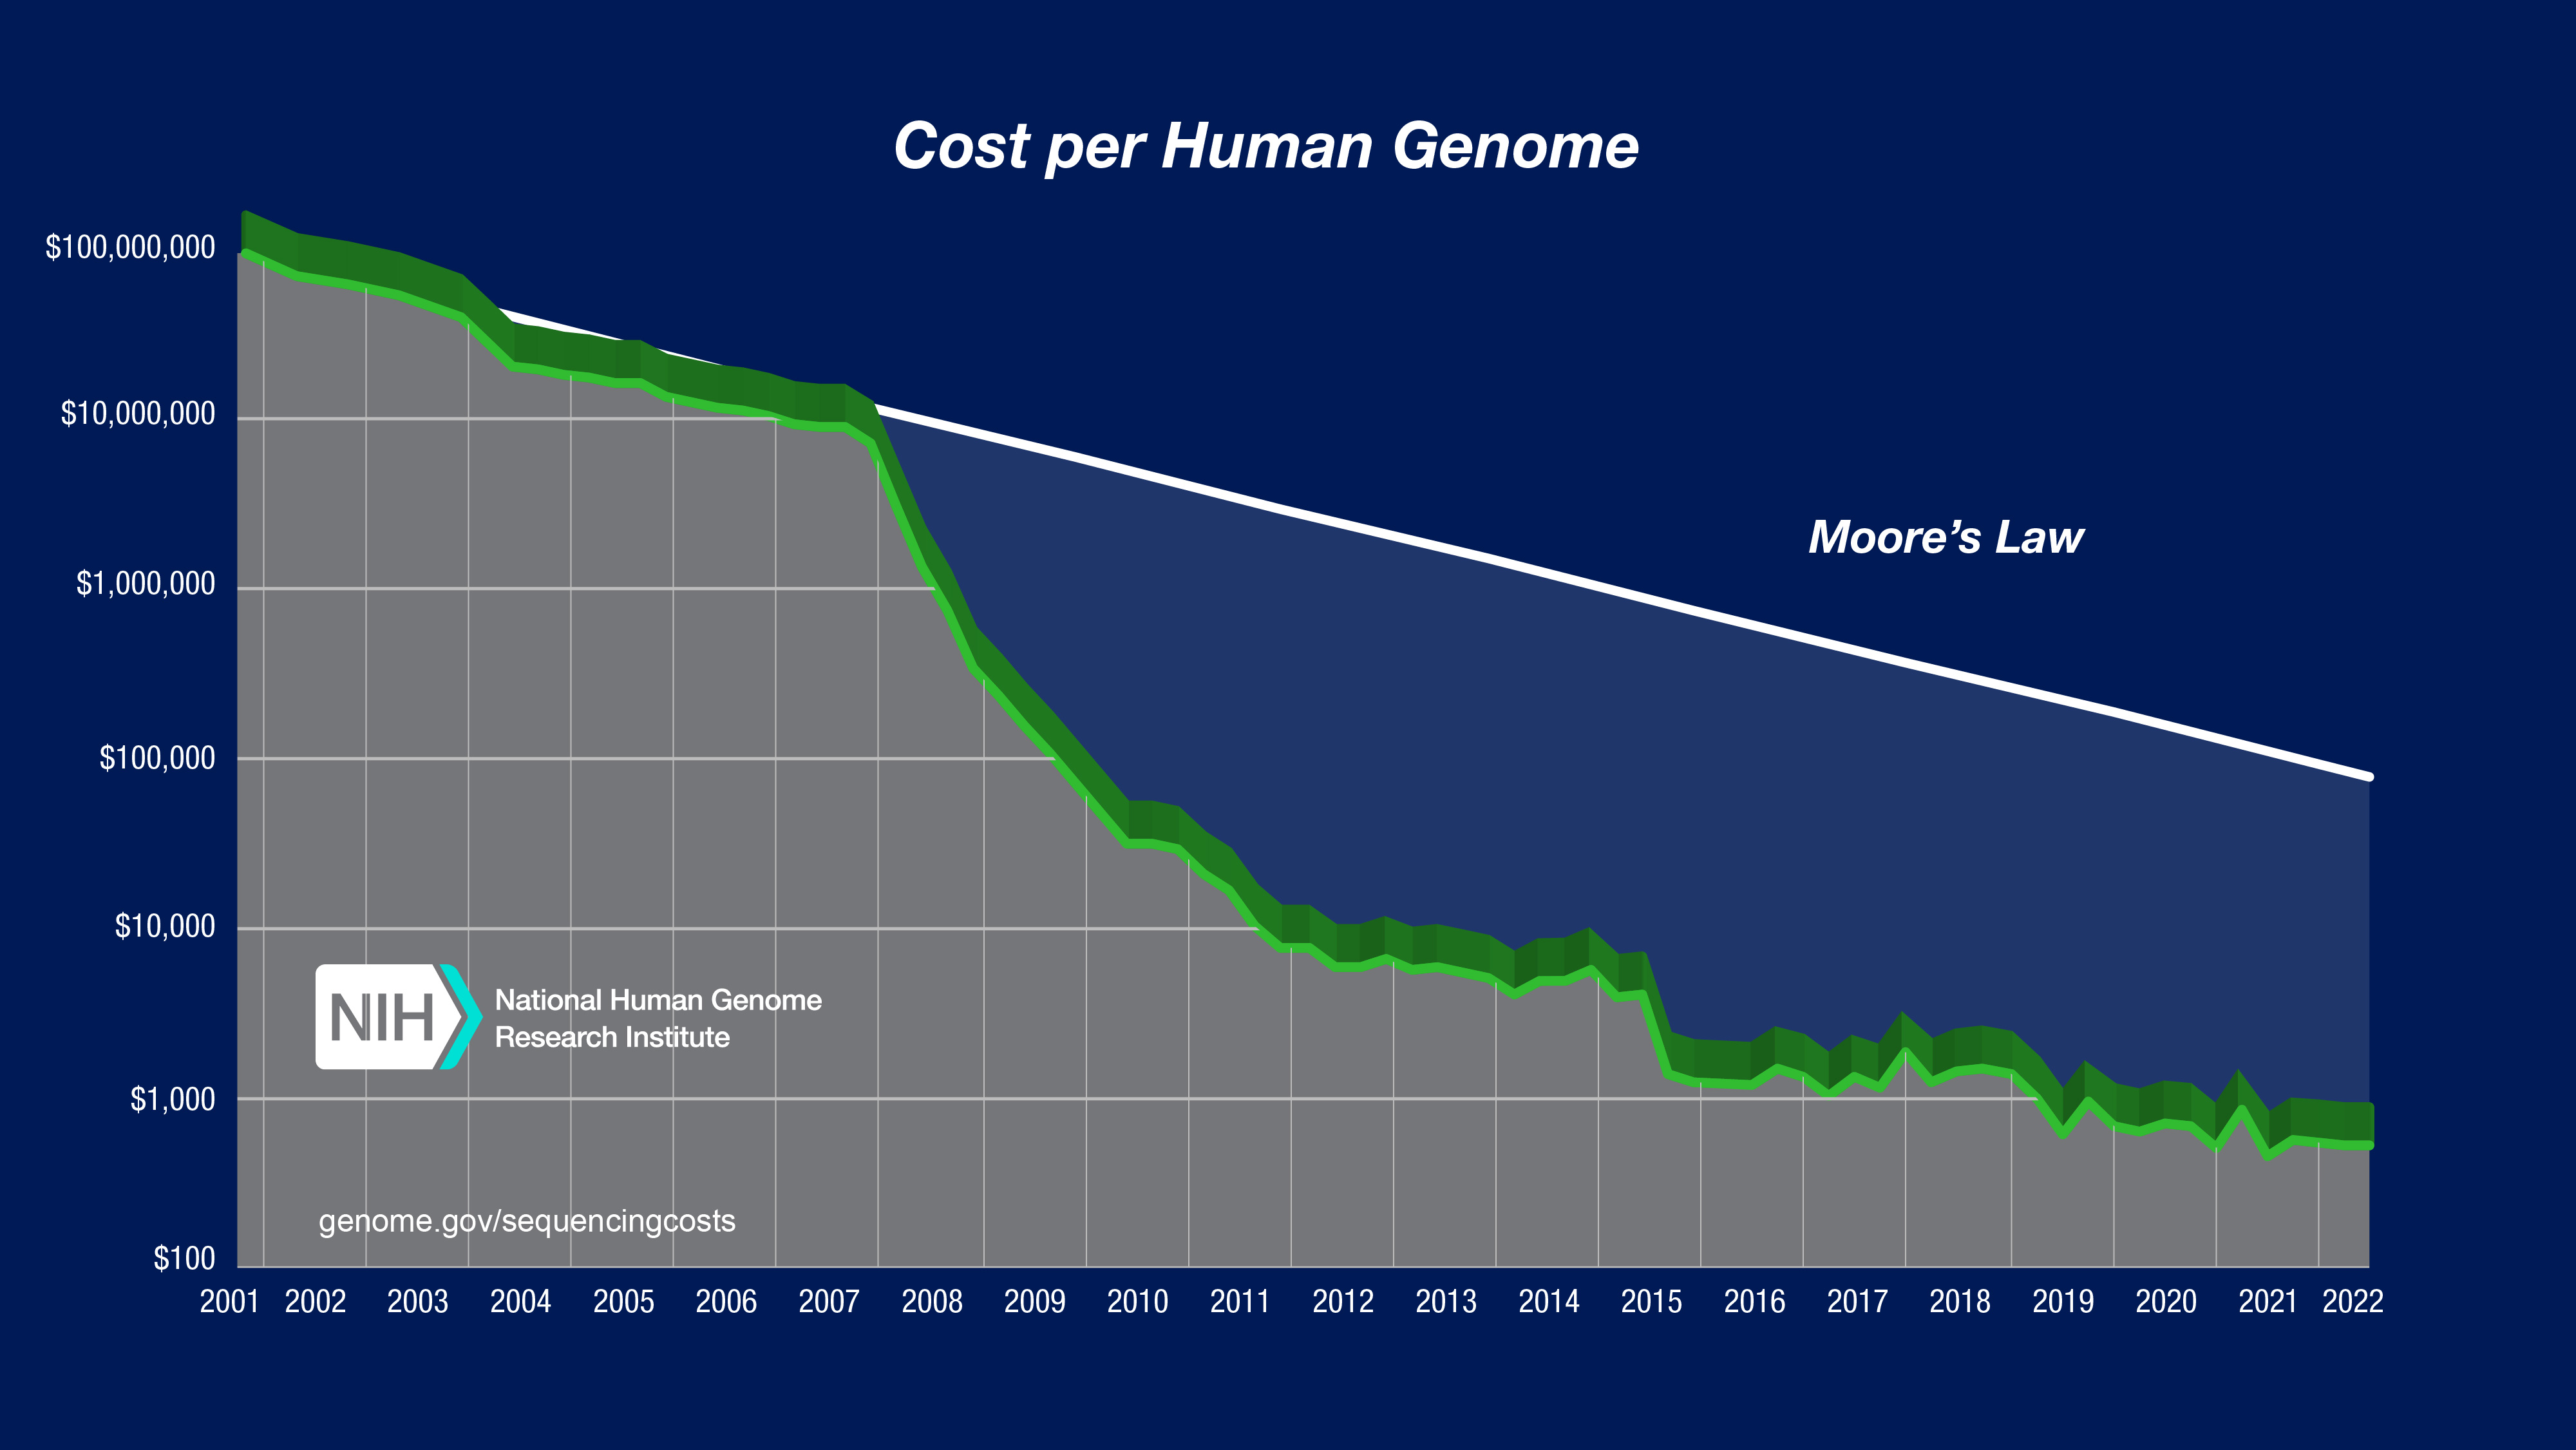 Cost per Human Genome
$100,000,000
$10,000,000
$1,000,000
$100,000
$10,000
$1,000
$100
Moore’s Law
NIH
National Human Genome
Research Institute
genome.gov/sequencingcosts
2001 2002 2003 2004 2005 2006 2007 2008 2009 2010 2011 2012 2013 2014 2015 2016 2017 2018 2019 2020 2021 2022